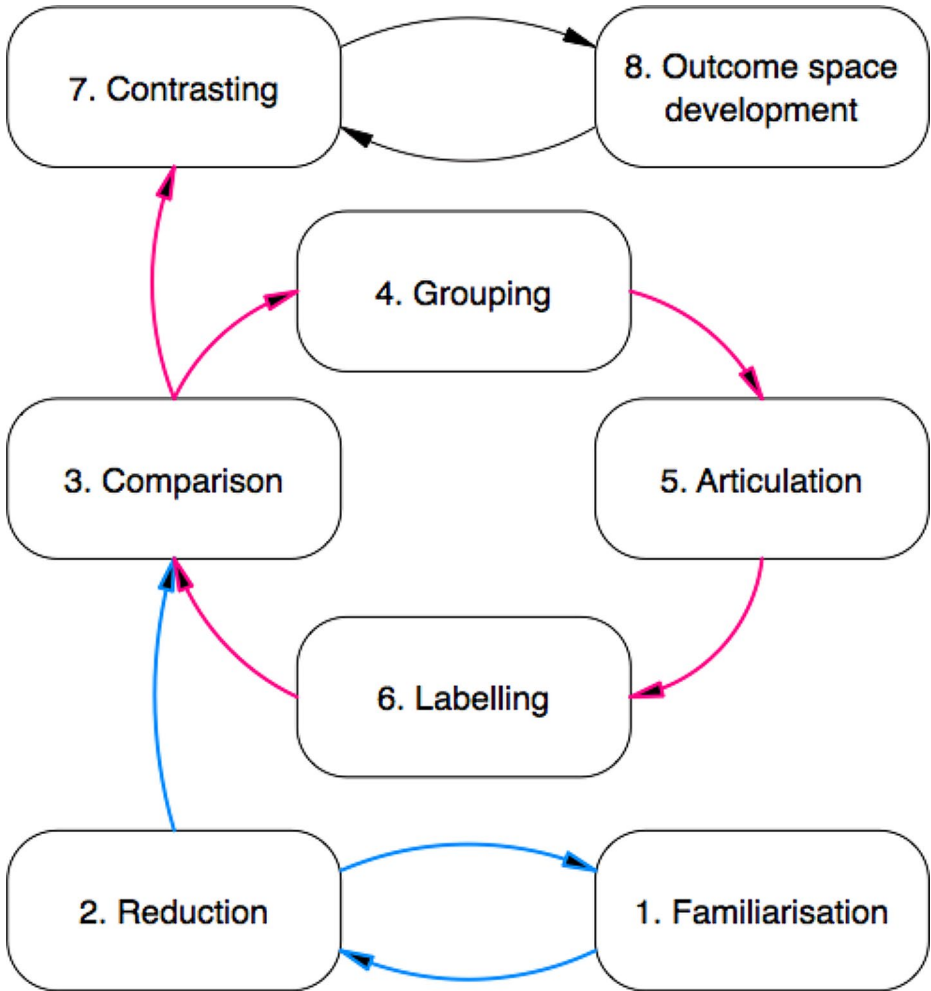 7. Contrasting
8. Outcome space
development
4. Grouping
3. Comparison
5. Articulation
6. Labelling
2. Reduction
1. Familiarisation